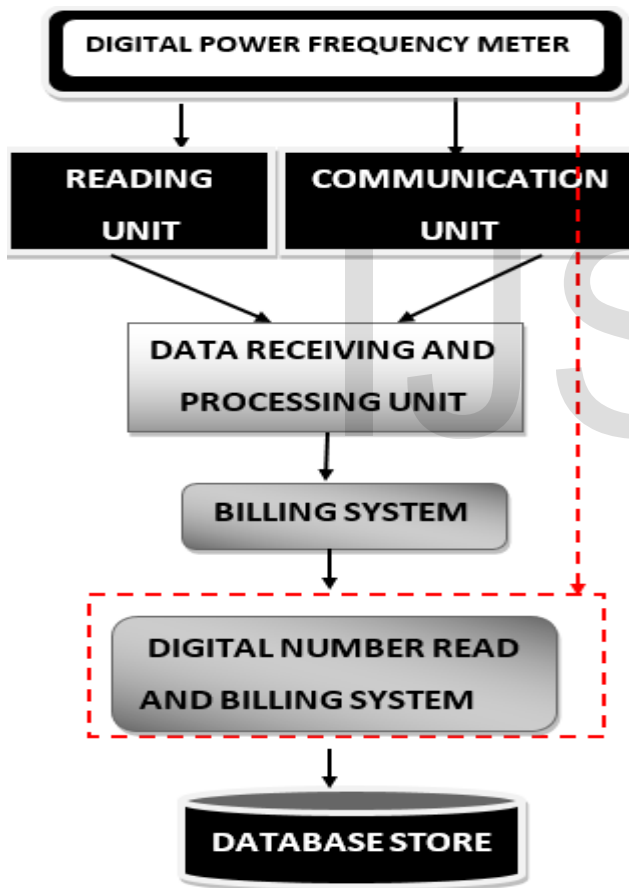 DIGITAL POWER FREQUENCY METER
READING
UNIT
COMMUNICATION
UNIT
IJS
DATA RECEIVING AND
PROCESSING UNIT
BILLING SYSTEM
DIGITAL NUMBER READ
AND BILLING SYSTEM
DATABASE STORE